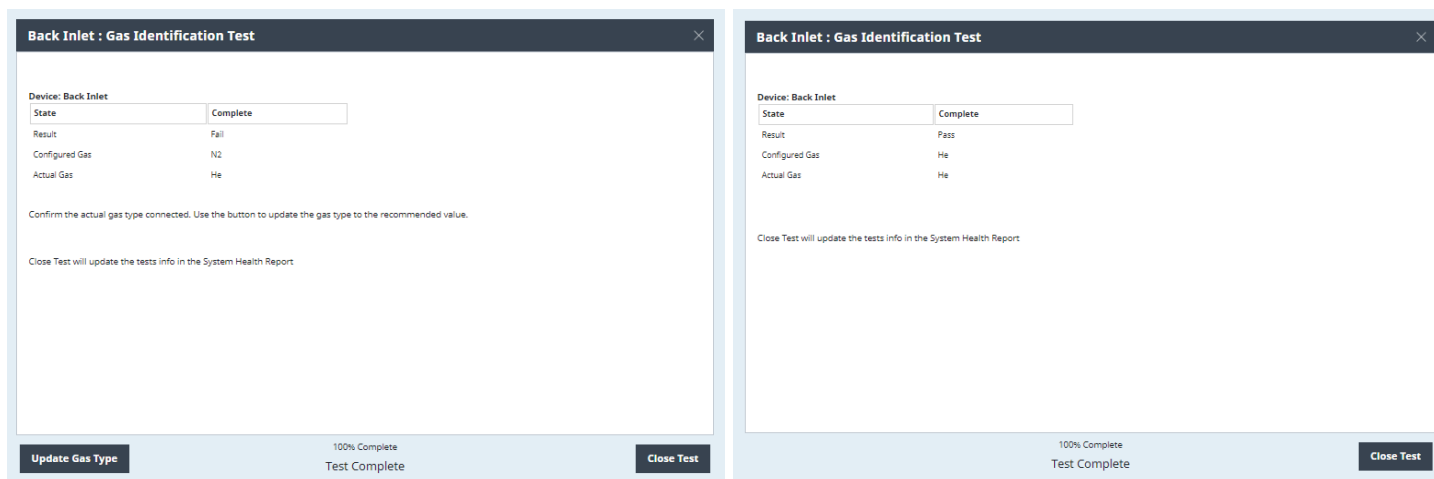 Back Inlet : Gas Identification Test
Device: Back Inlet
State Complete
Result Fail
Configured Gas N2
Actual Gas He
Confirm the actual gas type connected. Use the button to update the gas type to the recommended value.
Close Test will update the tests info in the System Health Report
Update Gas Type
100% Complete
Test Complete
Close Test
Back Inlet : Gas Identification Test
Device: Back Inlet
State Complete
Result Pass
Configured Gas He
Actual Gas He
Close Test will update the tests info in the System Health Report
100% Complete
Test Complete
Close Test